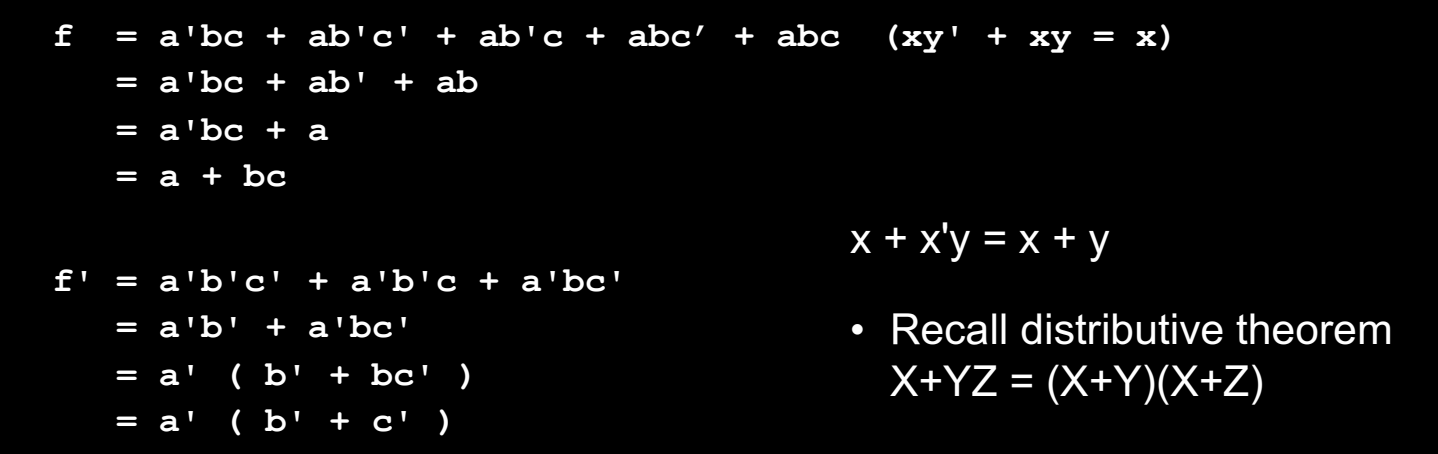 f = a'bc + ab'c' + ab'c + abc’ + abc (xy' + xy = x)
= a'bc + ab' + ab
= a'bc + a
= a + bc
x + x'y = x + y
f' = a'b'c' + a'b'c + a'bc'
= a'b' + a'bc'
= a' ( b' + bc' )
= a' ( b' + c' )
• Recall distributive theorem
X+YZ = (X+Y)(X+Z)